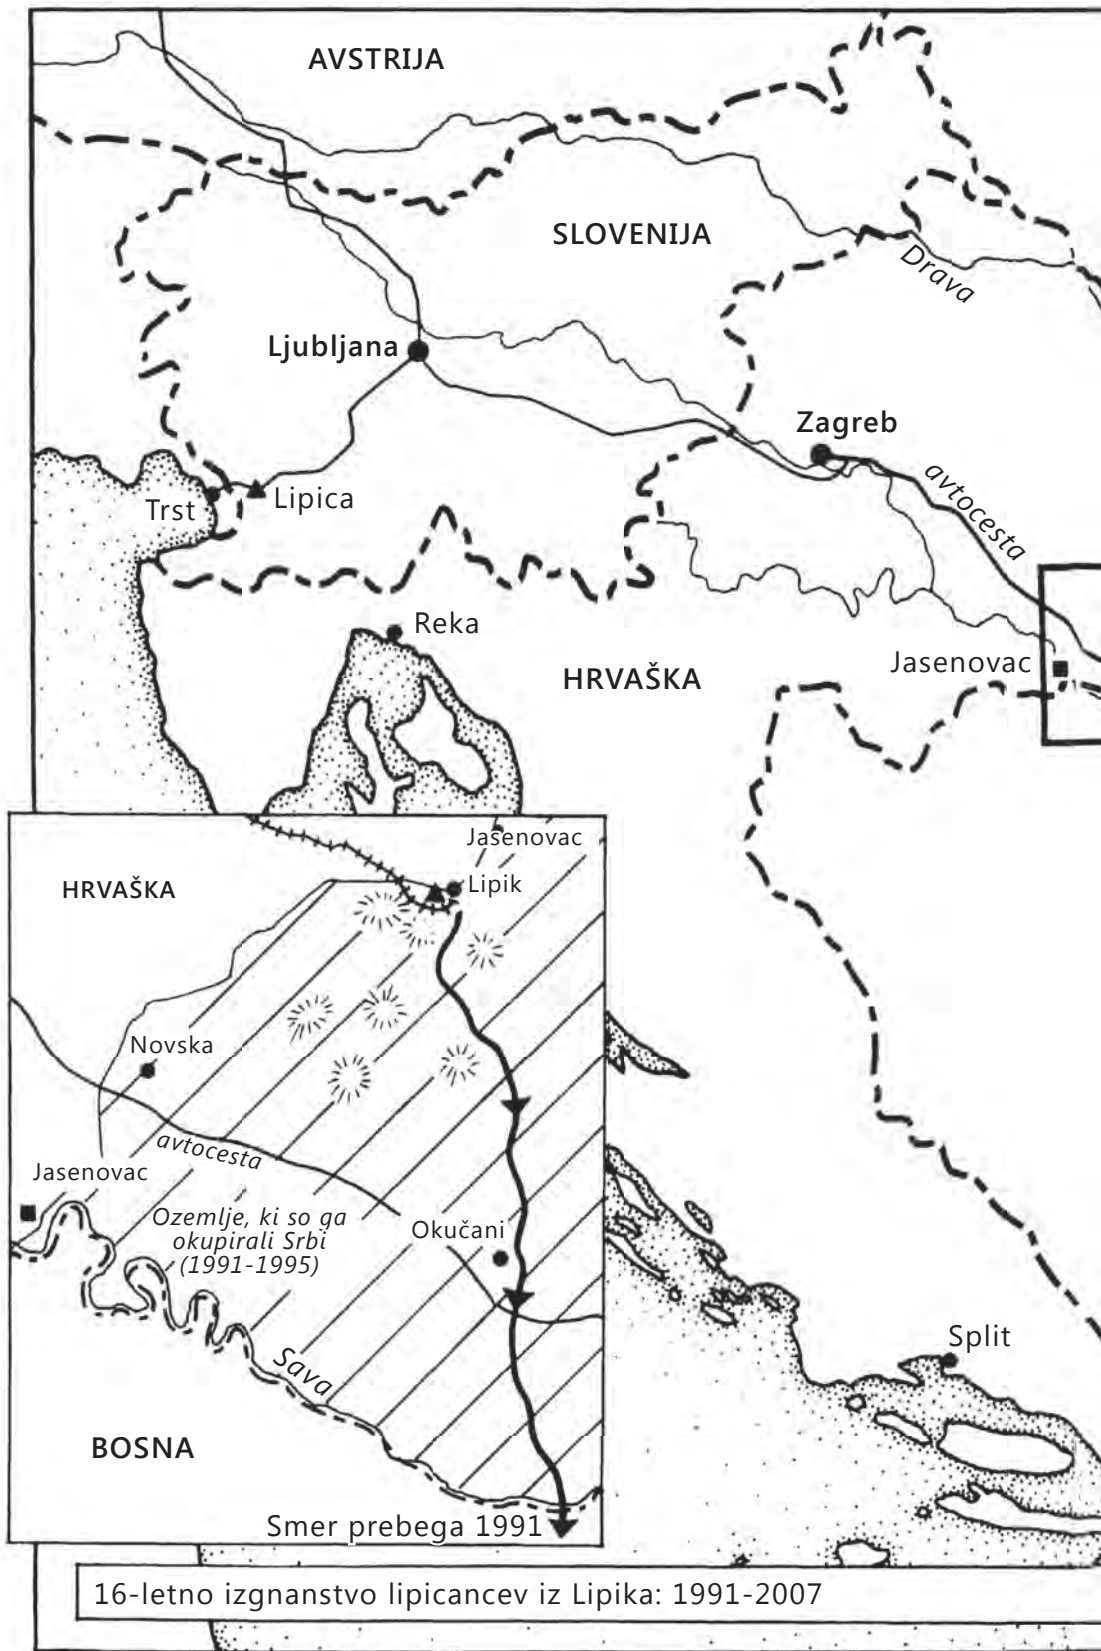 AVSTRIJA
SLOVENIJA
Drava
Ljubljana
Zagreb
avtocesta
Trst
Lipica
Reka
HRVAŠKA
Jasenovac
Jasenovac
HRVAŠKA
Lipik
Novska
avtocesta
Jasenovac
Ozemlje, ki so ga
okupirali Srbi
(1991-1995)
Okučani
Sava
Split
BOSNA
Smer prebega 1991
16-letno izgnanstvo lipicancev iz Lipika: 1991-2007